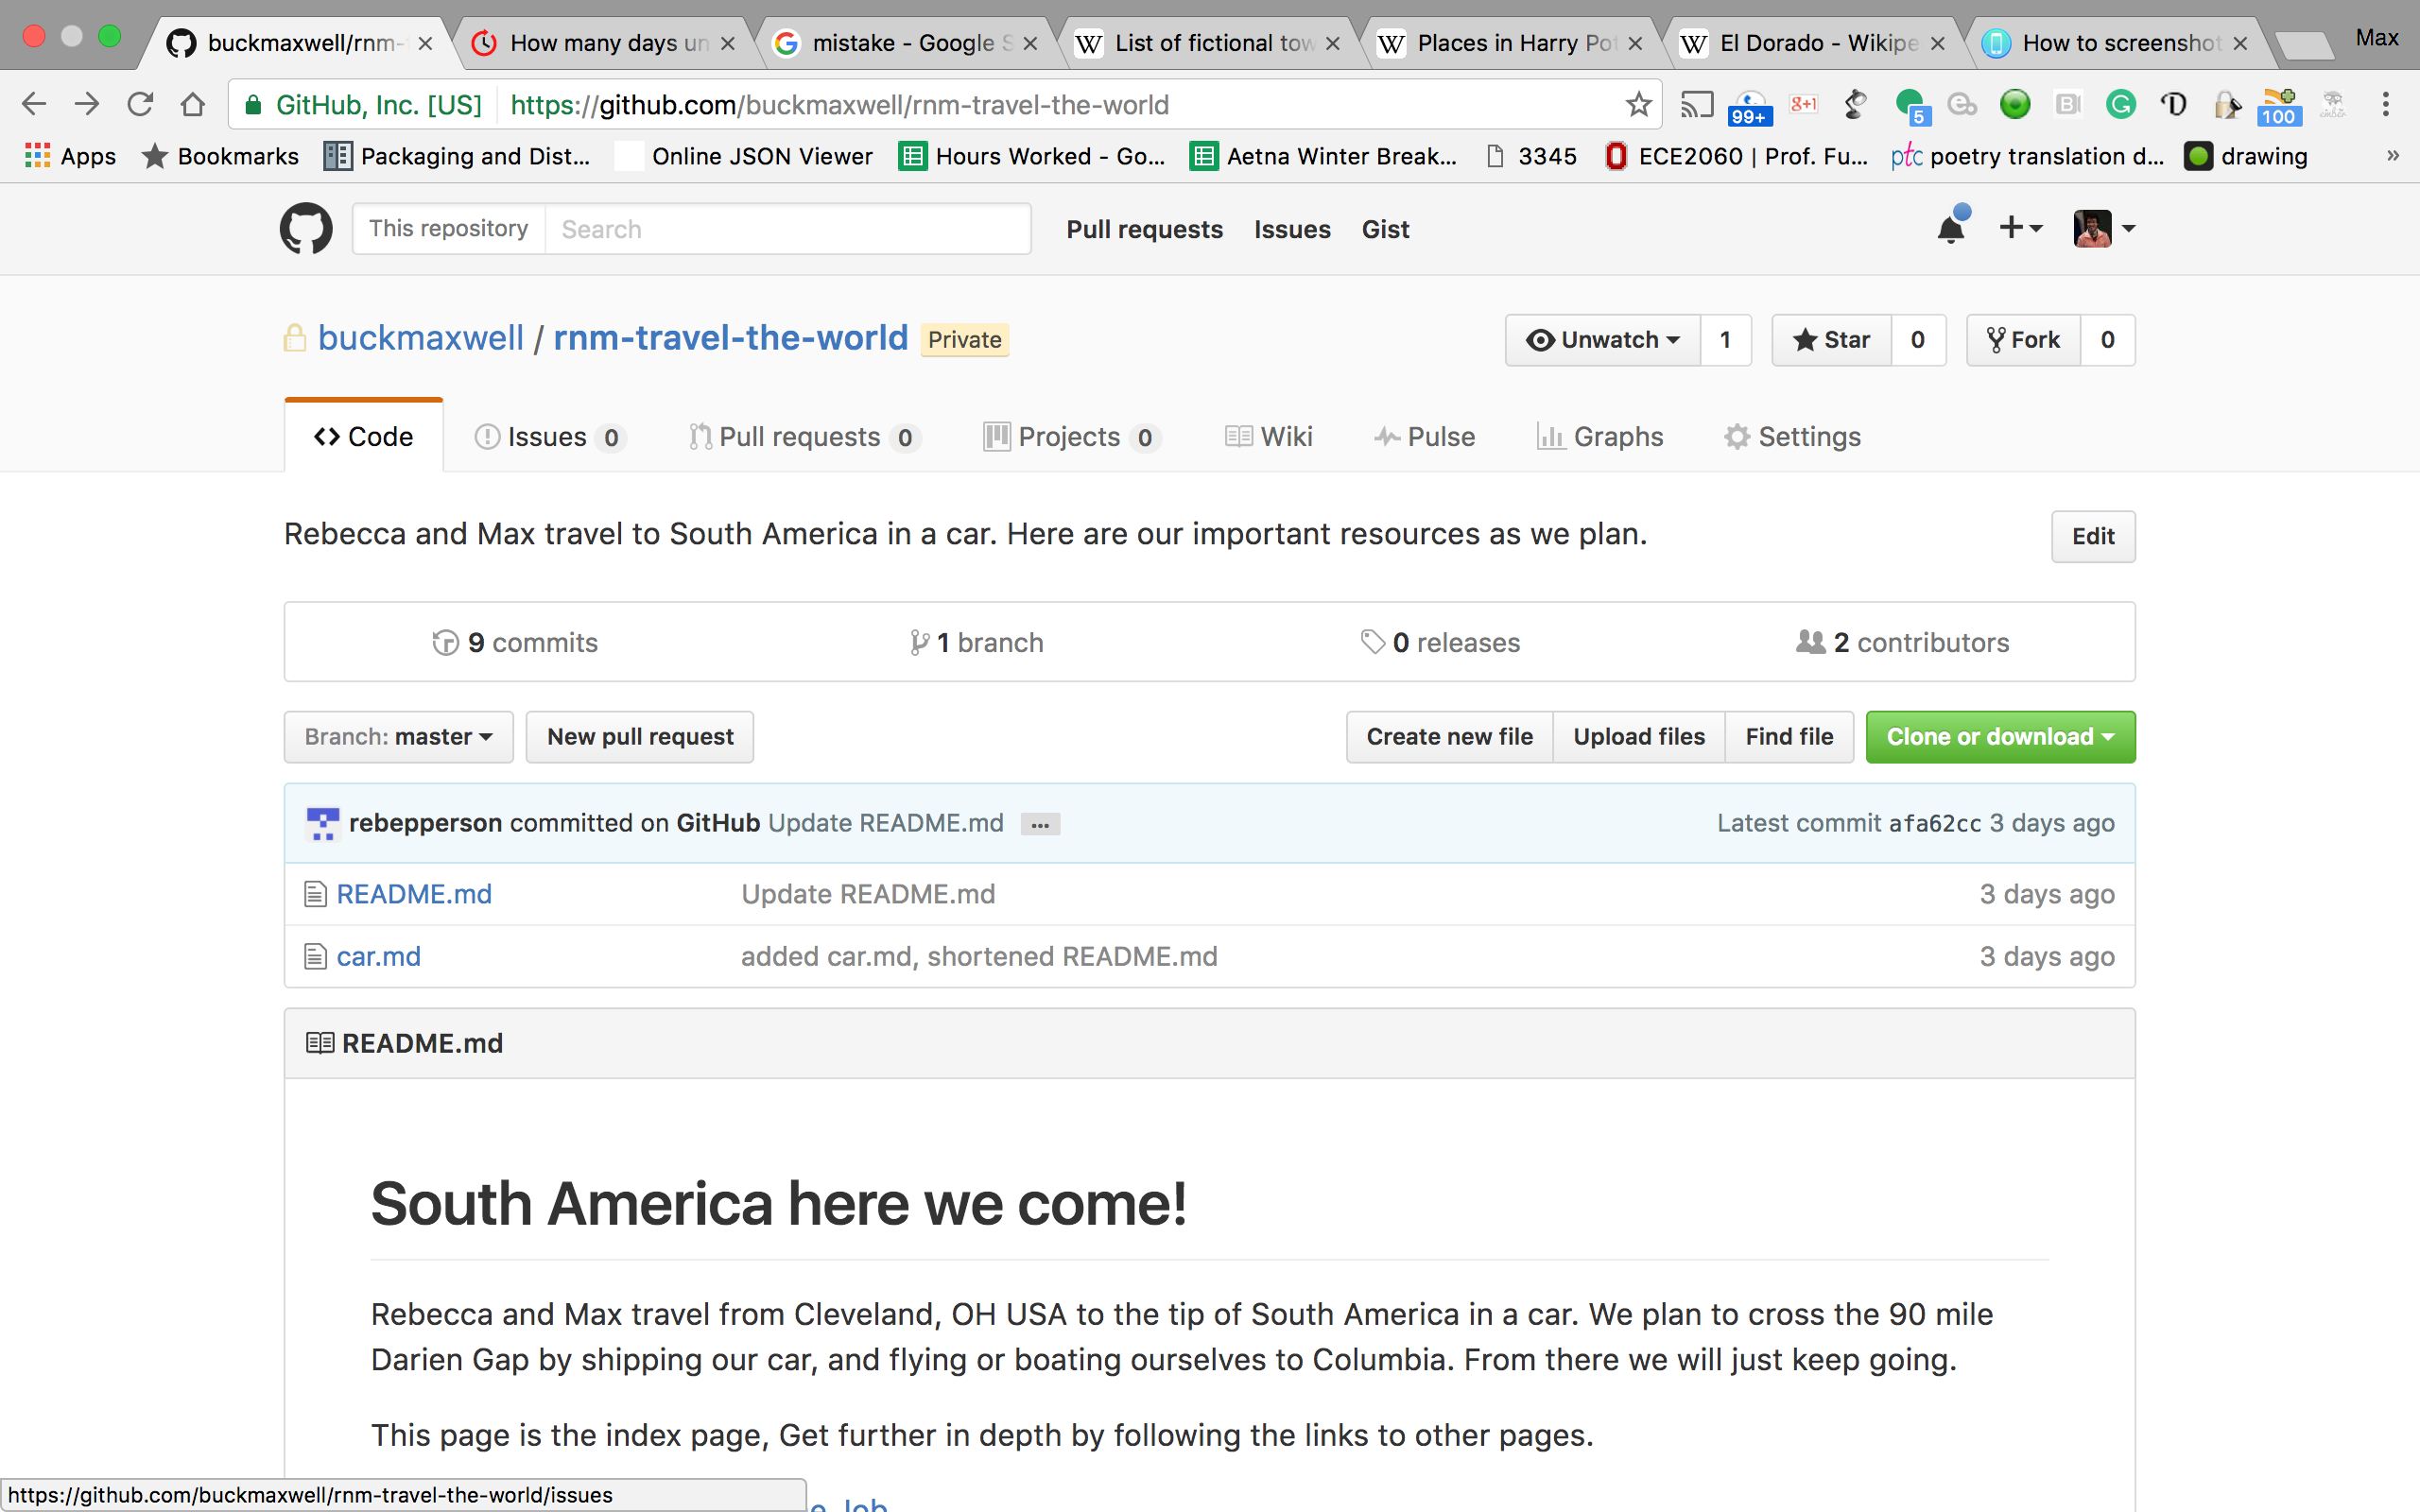 buckmaxwell/rnm-
How many days un
mistake - Google S
List of fictional tow
Places in Harry Pot
El Dorado - Wikipe
How to screenshot
Max
GitHub, Inc. [US] https://github.com/buckmaxwell/rnm-travel-the-world
99+ 8+1 5 100
Apps Bookmarks Packaging and Dist... Online JSON Viewer Hours Worked - Go... Aetna Winter Break... 3345 ECE2060 | Prof. Fu... ptc poetry translation d... drawing »
This repository Search Pull requests Issues Gist
buckmaxwell / rnm-travel-the-world Private Unwatch 1 Star 0 Fork 0
Code Issues 0 Pull requests 0 Projects 0 Wiki Pulse Graphs Settings
Rebecca and Max travel to South America in a car. Here are our important resources as we plan. Edit
9 commits 1 branch 0 releases 2 contributors
Branch: master New pull request Create new file Upload files Find file Clone or download
rebepperson committed on GitHub Update README.md ... Latest commit afa62cc 3 days ago
README.md Update README.md 3 days ago
car.md added car.md, shortened README.md 3 days ago
README.md
South America here we come!
Rebecca and Max travel from Cleveland, OH USA to the tip of South America in a car. We plan to cross the 90 mile
Darien Gap by shipping our car, and flying or boating ourselves to Columbia. From there we will just keep going.
This page is the index page, Get further in depth by following the links to other pages.
https://github.com/buckmaxwell/rnm-travel-the-world/issues
Job